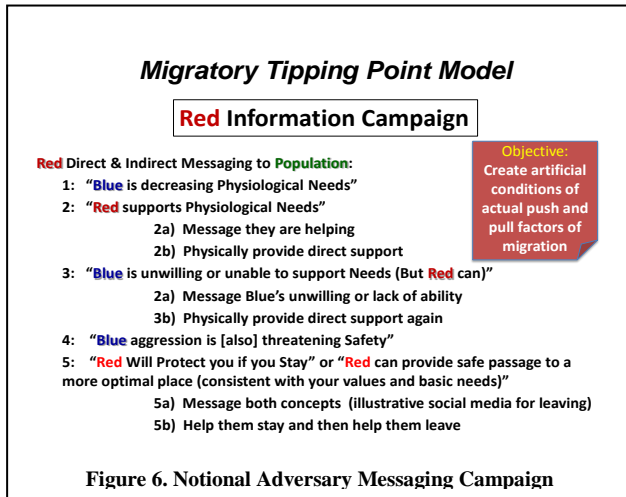 Migratory Tipping Point Model
Red Information Campaign
Red Direct & Indirect Messaging to Population:
1: “Blue is decreasing Physiological Needs”
2: “Red supports Physiological Needs”
2a) Message they are helping
2b) Physically provide direct support
3: “Blue is unwilling or unable to support Needs (But Red can)”
2a) Message Blue’s unwilling or lack of ability
3b) Physically provide direct support again
4: “Blue aggression is [also] threatening Safety”
5: “Red Will Protect you if you Stay” or “Red can provide safe passage to a
more optimal place (consistent with your values and basic needs)”
5a) Message both concepts (illustrative social media for leaving)
5b) Help them stay and then help them leave
Objective:
Create artificial
conditions of
actual push and
pull factors of
migration
Figure 6. Notional Adversary Messaging Campaign